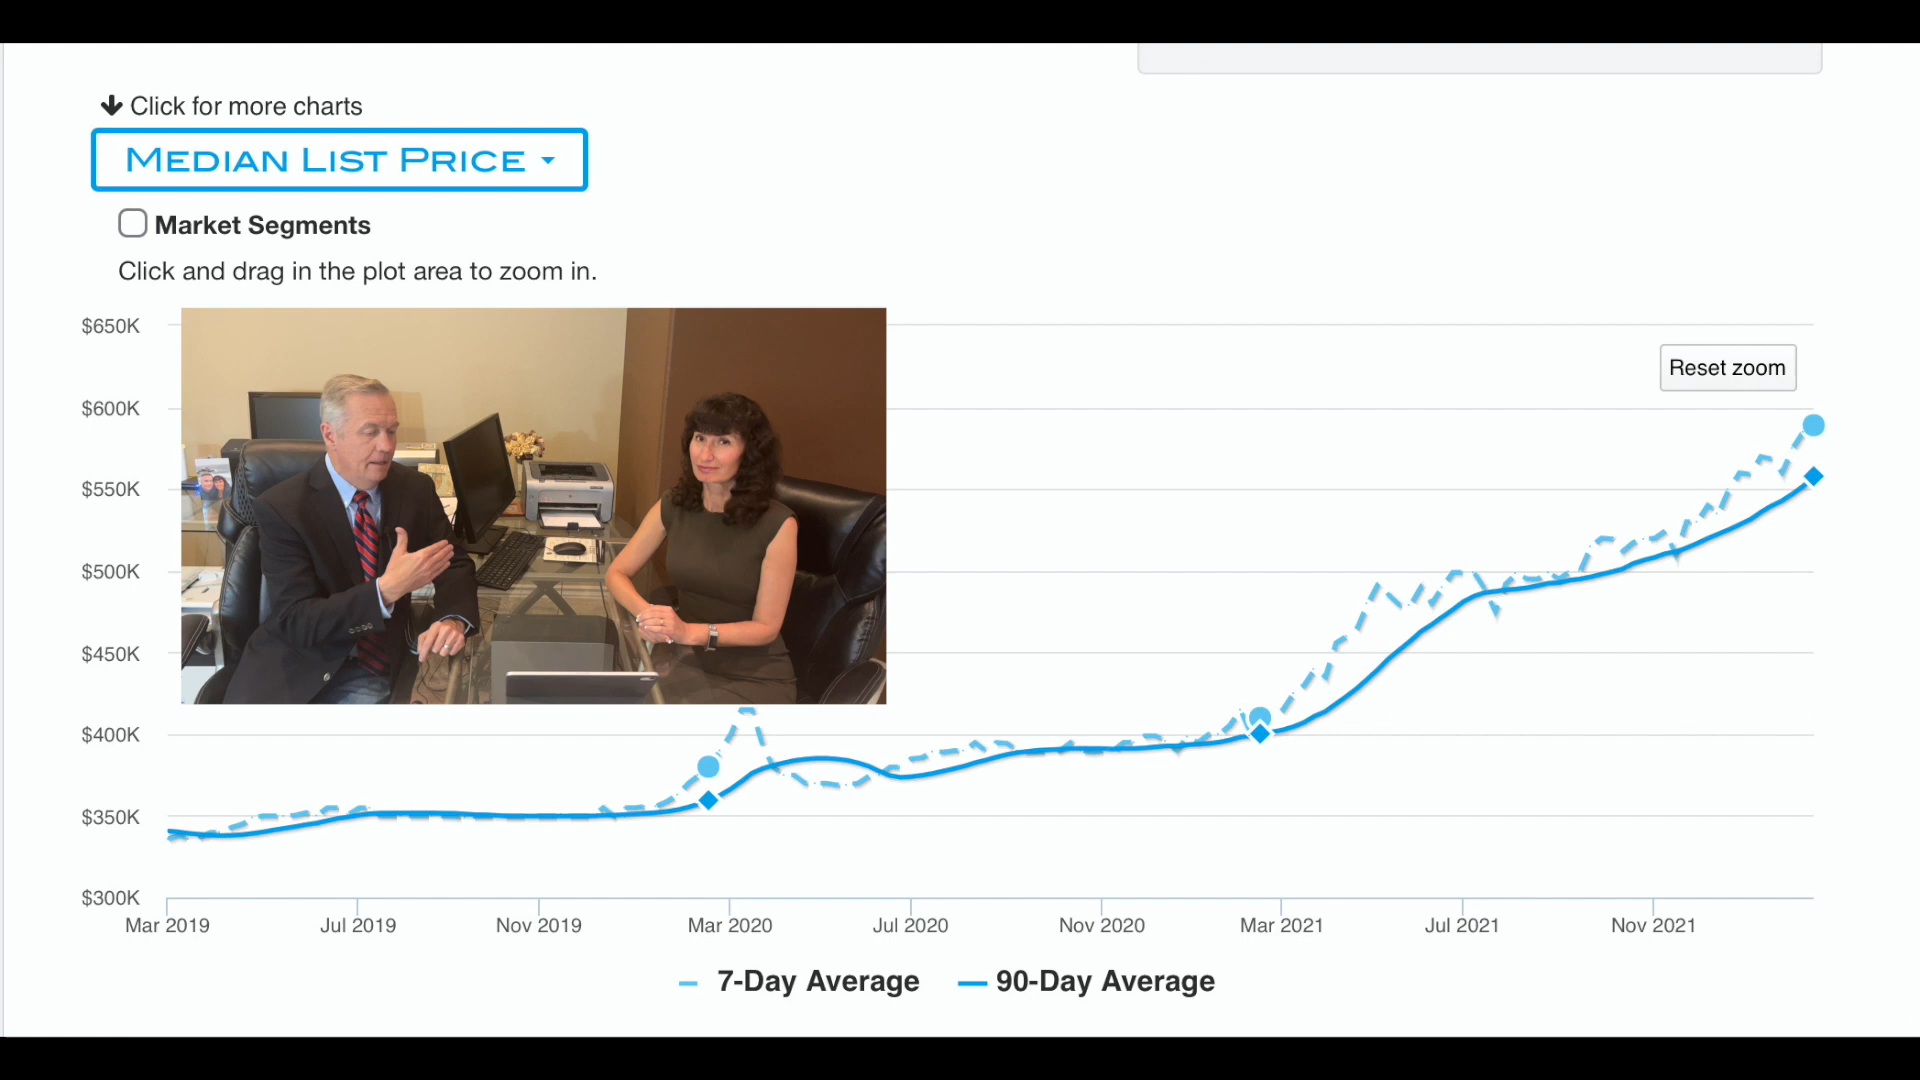 Click for more charts
MEDIAN LIST PRICE
Market Segments
Click and drag in the plot area to zoom in.
$650K
Reset zoom
$600K
$550K
$500K
$450K
$400K
$350K
$300K
Mar 2019 Jul 2019 Nov 2019 Mar 2020 Jul 2020 Nov 2020 Mar 2021 Jul 2021 Nov 2021
7-Day Average 90-Day Average